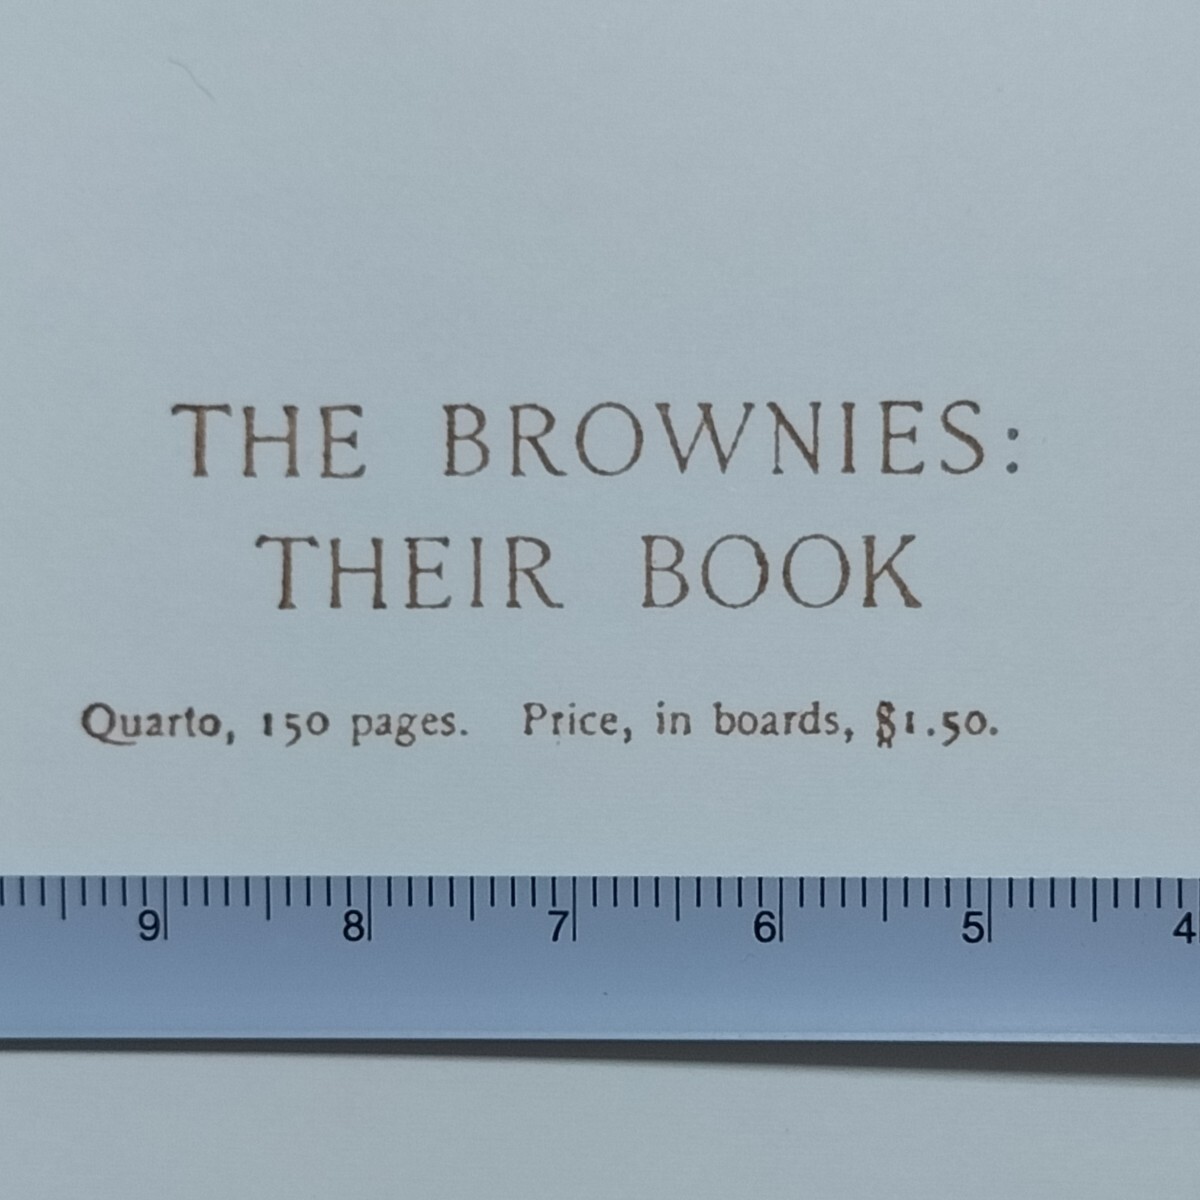 THE BROWNIES:
THEIR BOOK
Quarto, 150 pages. Price, in boards, $1.50.
9 8 7 6 5 4